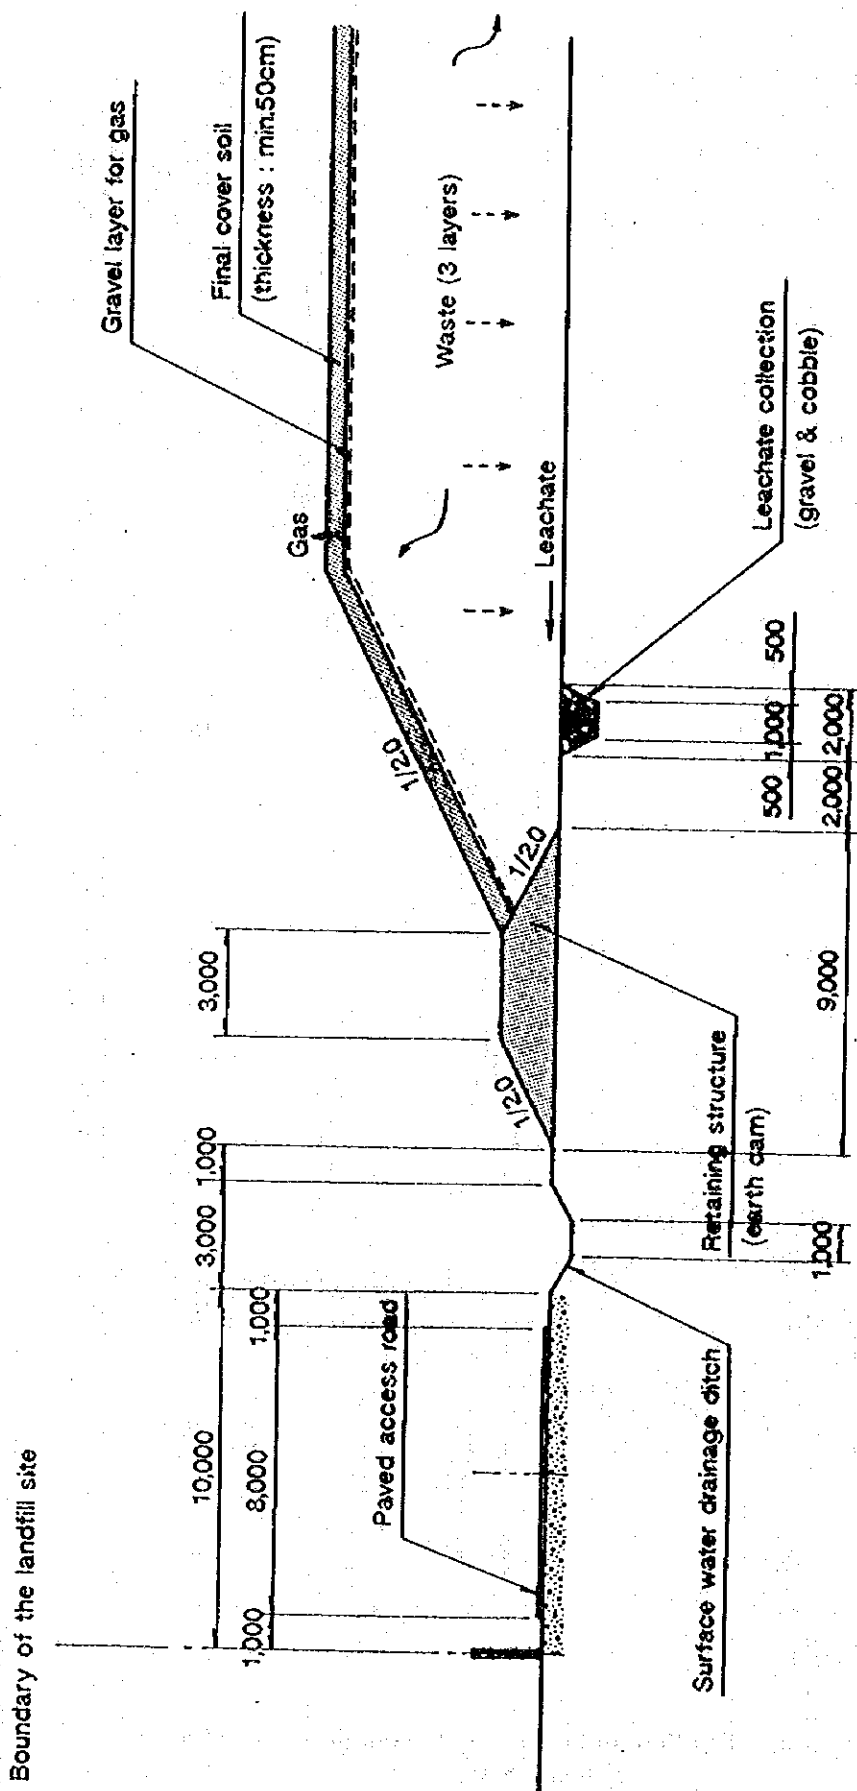 Boundary of the landfill site
10,000
3,000
1,000
3,000
1,000
8,000
1,000
Paved access road
Gravel layer for gas
Final cover soil
(thickness : min.50cm)
Gas
1/2.0
1/2.0
1/2.0
Waste (3 layers)
Leachate
Leachate collection
(gravel & cobble)
500
1,000
500
2,000
2,000
9,000
1,000
Retaining structure
(earth dam)
Surface water drainage ditch